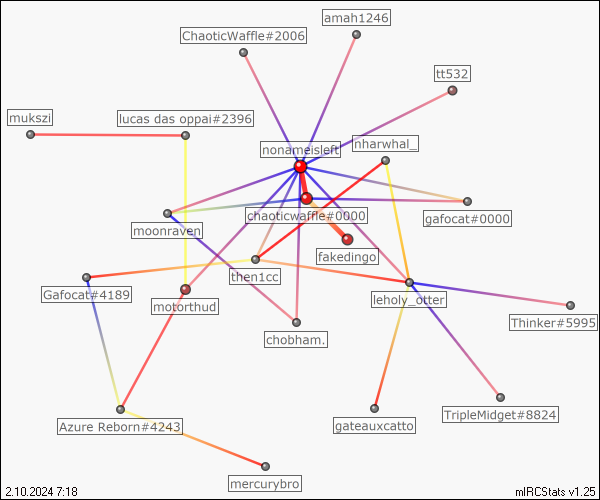 amah1246
ChaoticWaffle#2006
tt532
mukszi
lucas das oppai#2396
nharwhal_
nonameisleft
chaoticwaffle#0000
gafocat#0000
moonraven
fakedingo
then1cc
Gafocat#4189
motorthud
leholy_otter
Thinker#5995
chobham.
TripleMidget#8824
Azure Reborn#4243
gateauxcatto
mercurybro
2.10.2024 7:18
mIRCStats v1.25